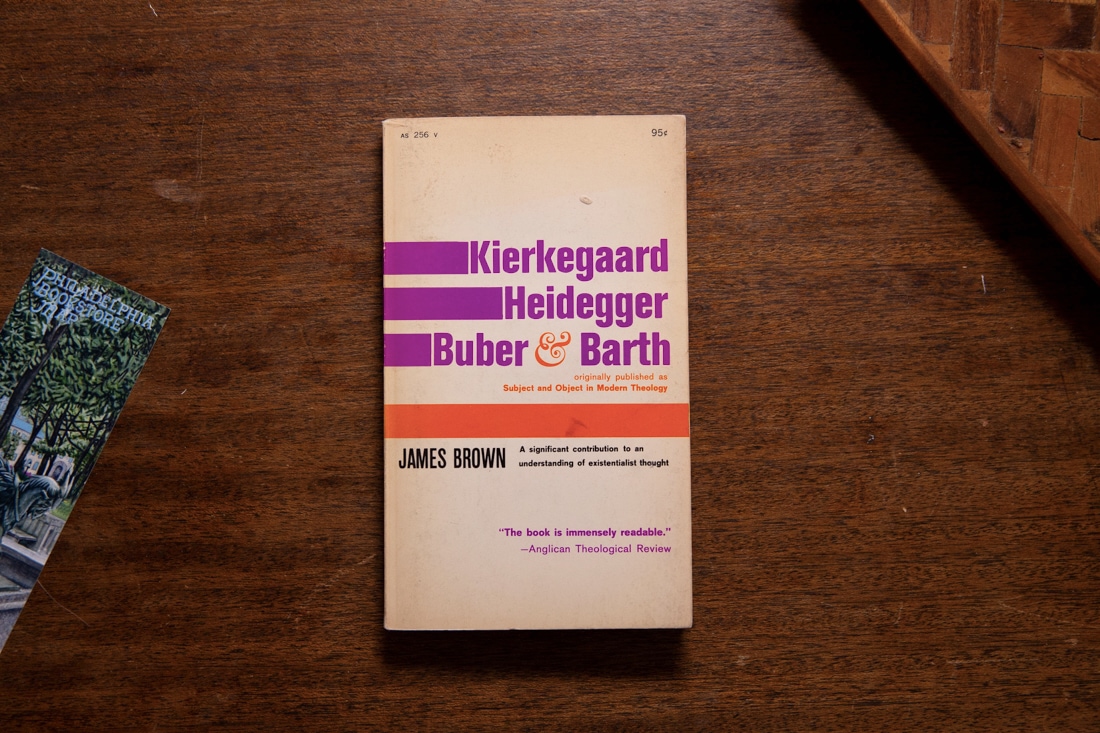 AS 256 V
95¢
Kierkegaard
Heidegger
Buber & Barth
originally published as
Subject and Object in Modern Theology
JAMES BROWN
A significant contribution to an
understanding of existentialist thought
"The book is immensely readable."
—Anglican Theological Review
PHILADELPHIA